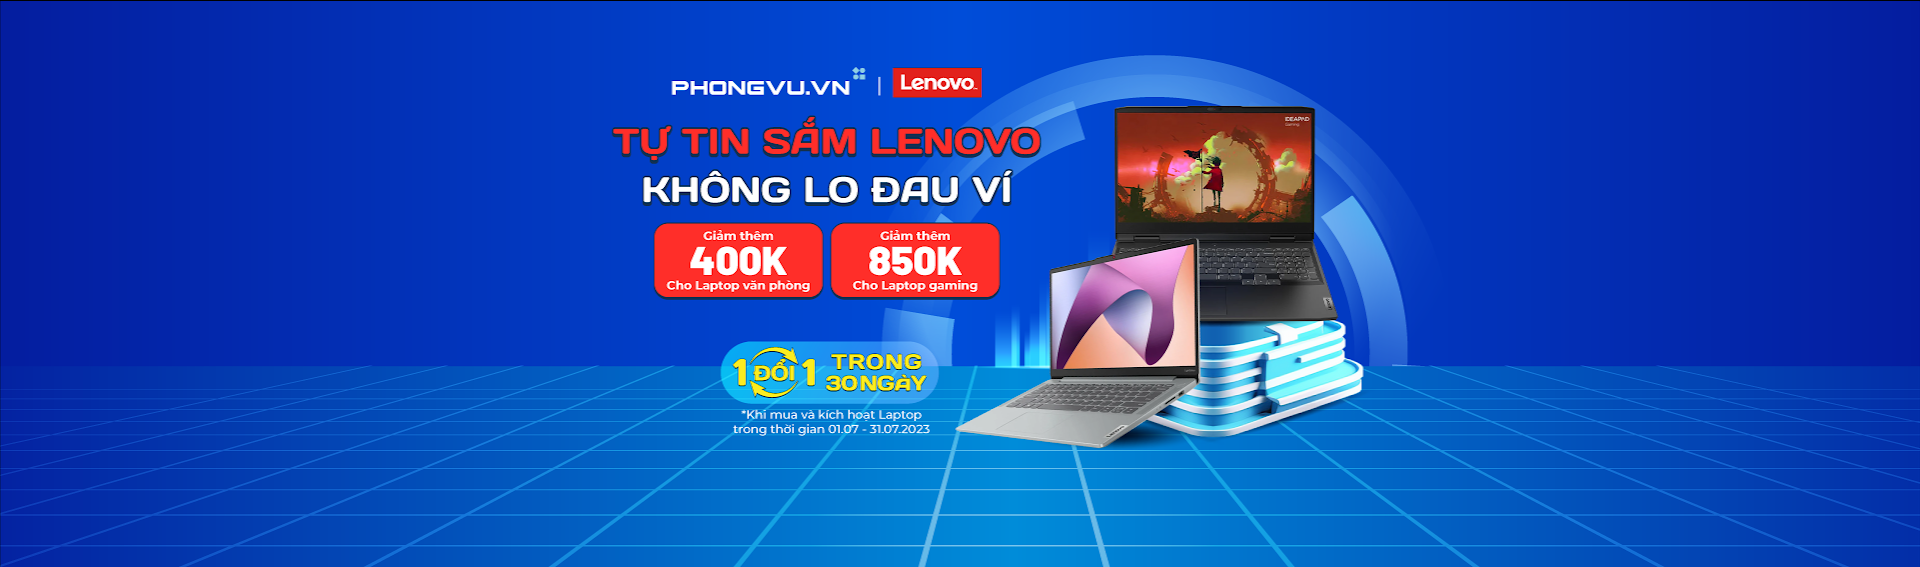 PHONGVU.VN | Lenovo
TỰ TIN SẮM LENOVO
KHÔNG LO ĐAU VÍ
Giảm thêm
400K
Cho Laptop văn phòng
Giảm thêm
850K
Cho Laptop gaming
1 ĐỔI 1 TRONG
30 NGÀY
*Khi mua và kích hoạt Laptop
trong thời gian 01.07 - 31.07.2023
IDEAPAD
Gaming